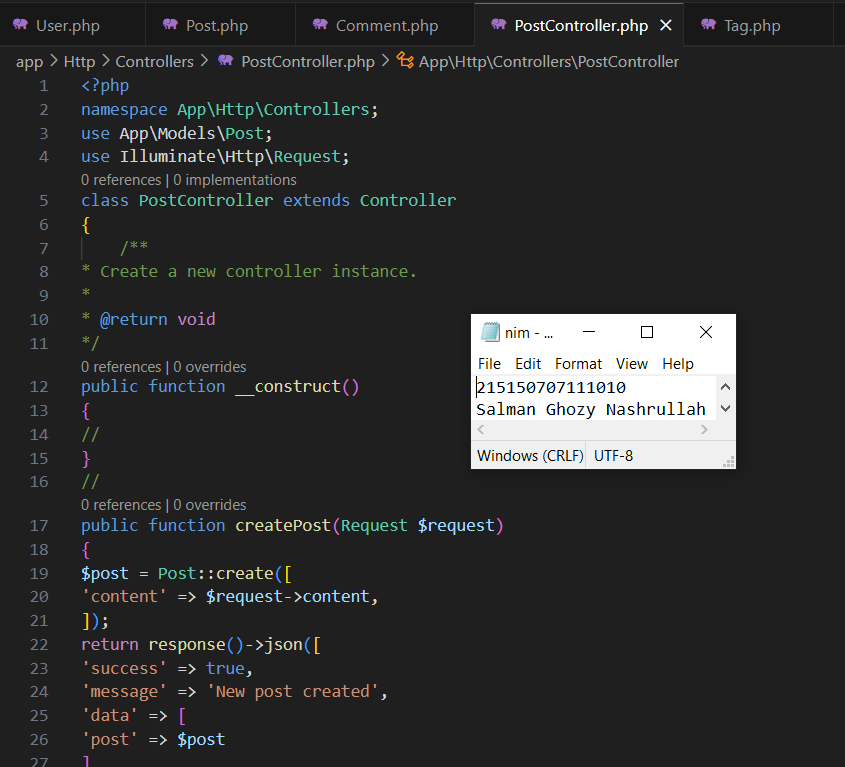 User.php
Post.php
Comment.php
PostController.php
Tag.php
app > Http > Controllers > PostController.php > App\Http\Controllers\PostController
1 <?php
2 namespace App\Http\Controllers;
3 use App\Models\Post;
4 use Illuminate\Http\Request;
0 references | 0 implementations
5 class PostController extends Controller
6 {
7 /**
8 * Create a new controller instance.
9 *
10 * @return void
11 */
0 references | 0 overrides
12 public function __construct()
13 {
14 //
15 }
16 //
0 references | 0 overrides
17 public function createPost(Request $request)
18 {
19 $post = Post::create([
20 'content' => $request->content,
21 ]);
22 return response()->json([
23 'success' => true,
24 'message' => 'New post created',
25 'data' => [
26 'post' => $post
27 ]
nim - ...
File Edit Format View Help
215150707111010
Salman Ghozy Nashrullah
Windows (CRLF) UTF-8